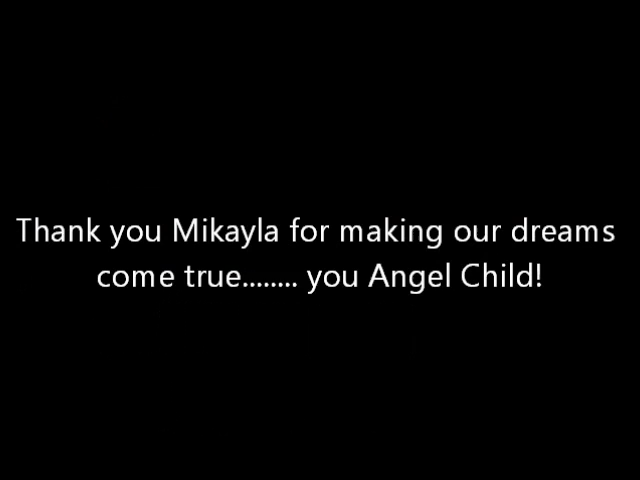 Thank you Mikayla for making our dreams
come true........ you Angel Child!